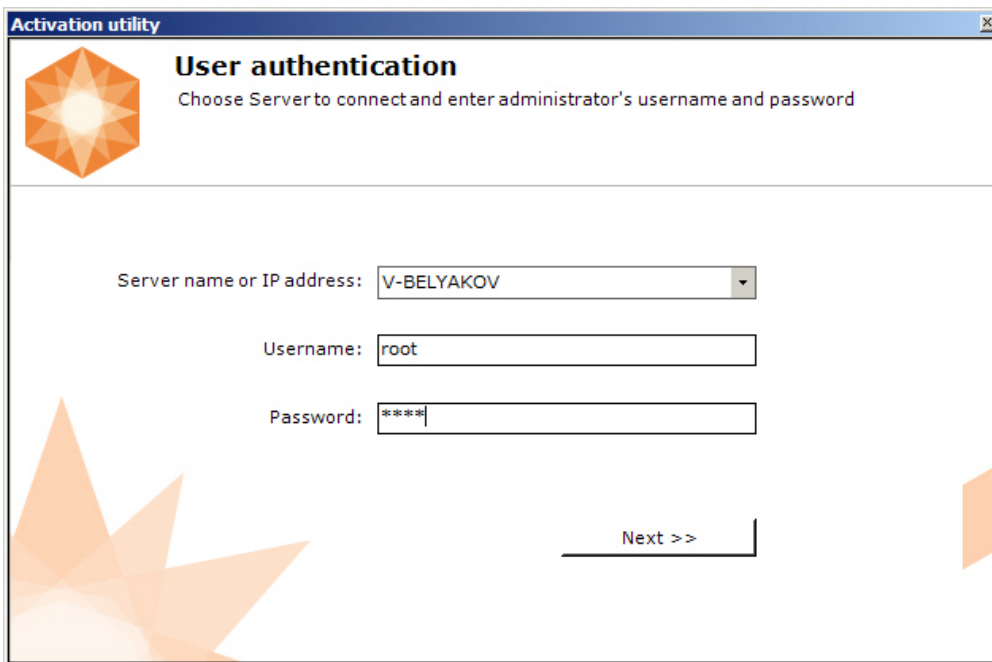 Activation utility
User authentication
Choose Server to connect and enter administrator's username and password
Server name or IP address: V-BELYAKOV
Username: root
Password: ****
Next >>